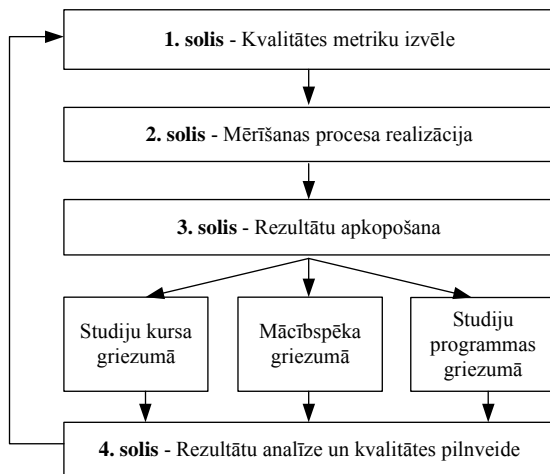 1. solis - Kvalitātes metriku izvēle
2. solis - Mērīšanas procesa realizācija
3. solis - Rezultātu apkopošana
Studiju kursa
griezumā
Mācībspēka
griezumā
Studiju
programmas
griezumā
4. solis - Rezultātu analīze un kvalitātes pilnveide